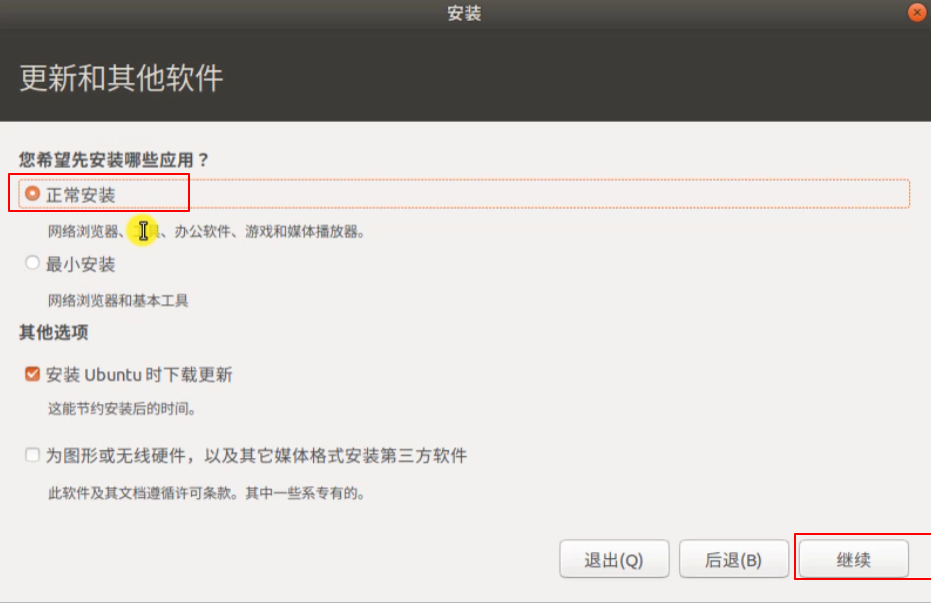 安装
更新和其他软件
您希望先安装哪些应用？
正常安装
网络浏览器、工具、办公软件、游戏和媒体播放器。
最小安装
网络浏览器和基本工具
其他选项
安装 Ubuntu 时下载更新
这能节约安装后的时间。
为图形或无线硬件，以及其它媒体格式安装第三方软件
此软件及其文档遵循许可条款。其中一些系专有的。
退出(Q) 后退(B) 继续